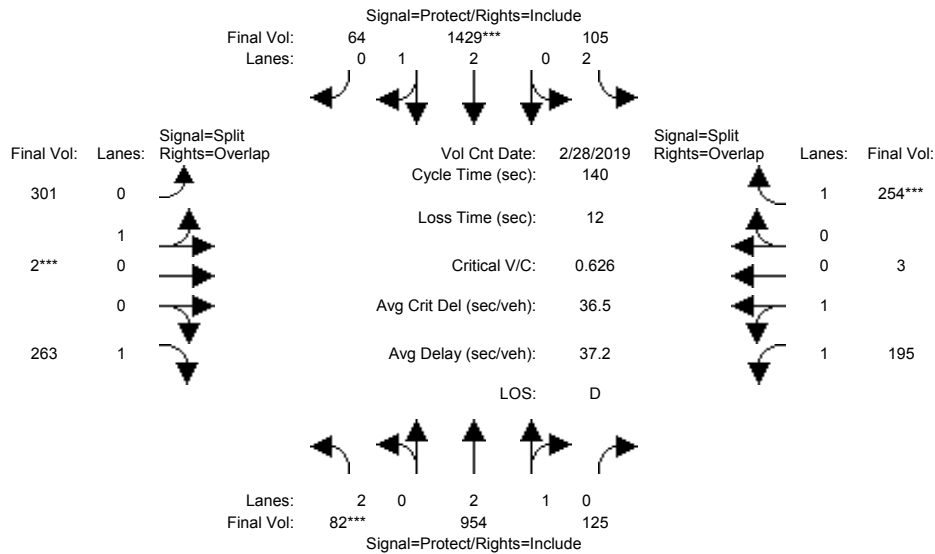 Signal=Protect/Rights=Include
Final Vol: 64 1429*** 105
Lanes: 0 1 2 0 2
Signal=Split Signal=Split
Final Vol: Lanes: Rights=Overlap Vol Cnt Date: 2/28/2019 Rights=Overlap Lanes: Final Vol:
Cycle Time (sec): 140
301 0 1 254***
Loss Time (sec): 12
1 0
2*** 0 Critical V/C: 0.626 0 3
0 Avg Crit Del (sec/veh): 36.5 1
263 1 Avg Delay (sec/veh): 37.2 1 195
LOS: D
Lanes: 2 0 2 1 0
Final Vol: 82*** 954 125
Signal=Protect/Rights=Include